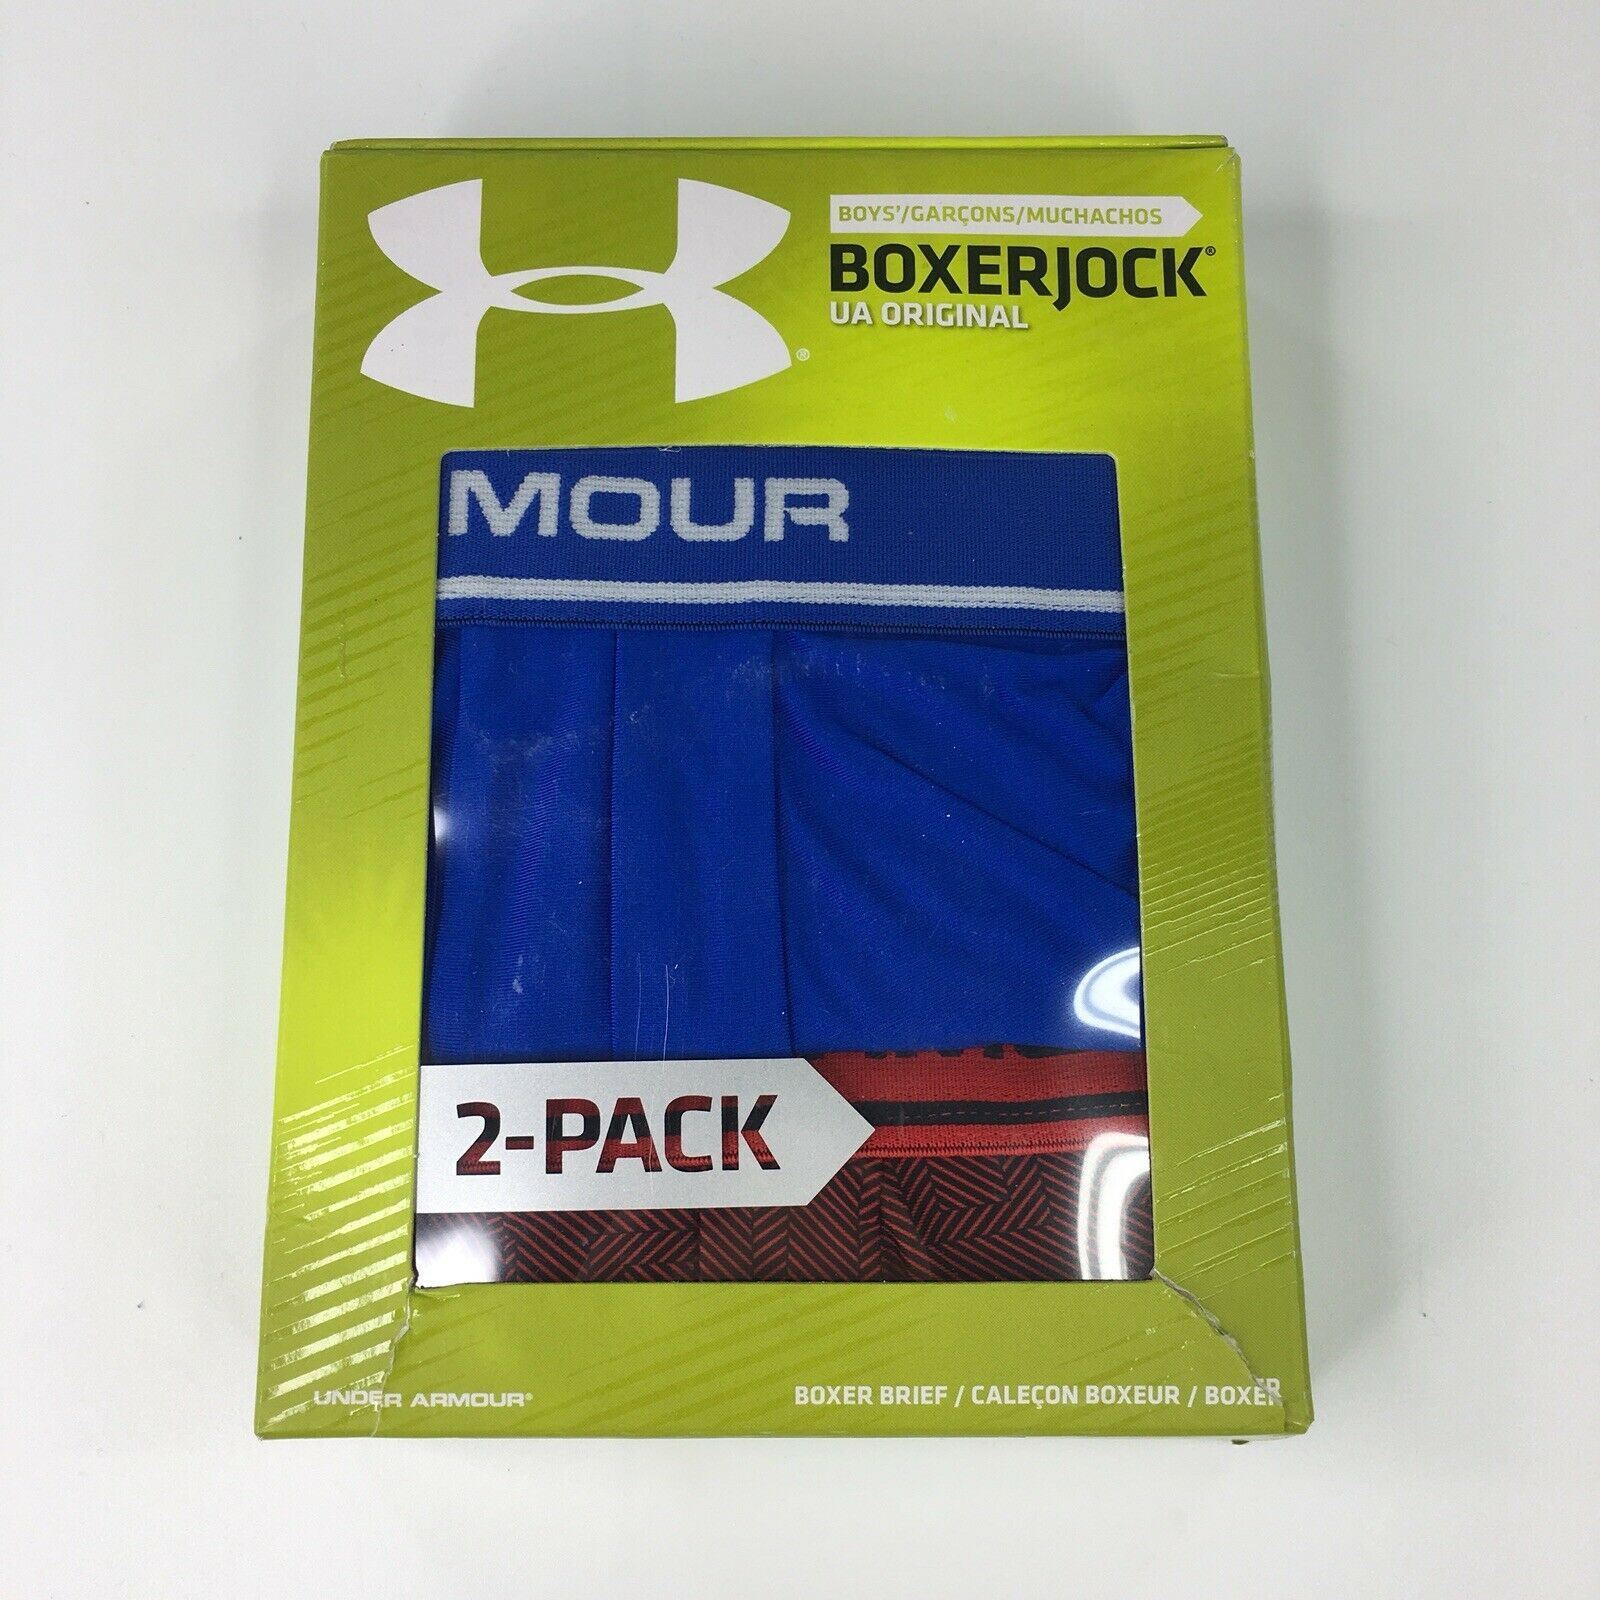 BOYS'/GARÇONS/MUCHACHOS
BOXERJOCK®
UA ORIGINAL
®
MOUR
2-PACK
UNDER ARMOUR®
BOXER BRIEF / CALEÇON BOXEUR / BOXER